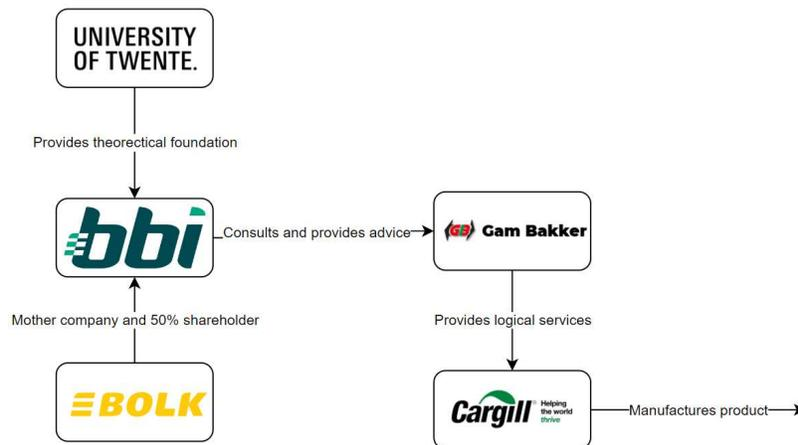 UNIVERSITY
OF TWENTE.
Provides theorectical foundation
bbi
Consults and provides advice
GB Gam Bakker
Mother company and 50% shareholder
Provides logical services
BOLK
Cargill® Helping
the world
thrive
Manufactures product